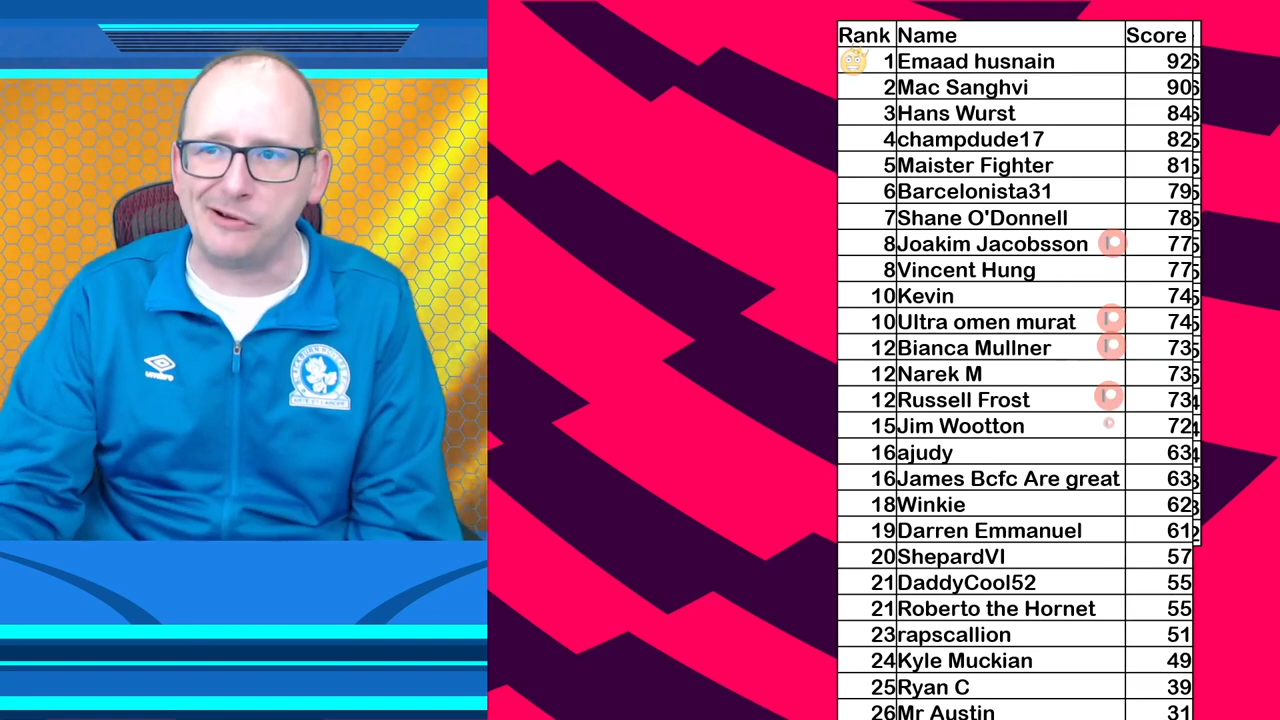 Rank Name Score
1 Emaad husnain 92
2 Mac Sanghvi 90
3 Hans Wurst 84
4 champdude17 82
5 Maister Fighter 81
6 Barcelonista31 79
7 Shane O'Donnell 78
8 Joakim Jacobsson 77
8 Vincent Hung 77
10 Kevin 74
10 Ultra omen murat 74
12 Bianca Mullner 73
12 Narek M 73
12 Russell Frost 73
15 Jim Wootton 72
16 ajudy 63
16 James Bcfc Are great 63
18 Winkie 62
19 Darren Emmanuel 61
20 ShepardVI 57
21 DaddyCool52 55
21 Roberto the Hornet 55
23 rapscallion 51
24 Kyle Muckian 49
25 Ryan C 39
26 Mr Austin 31
umbro